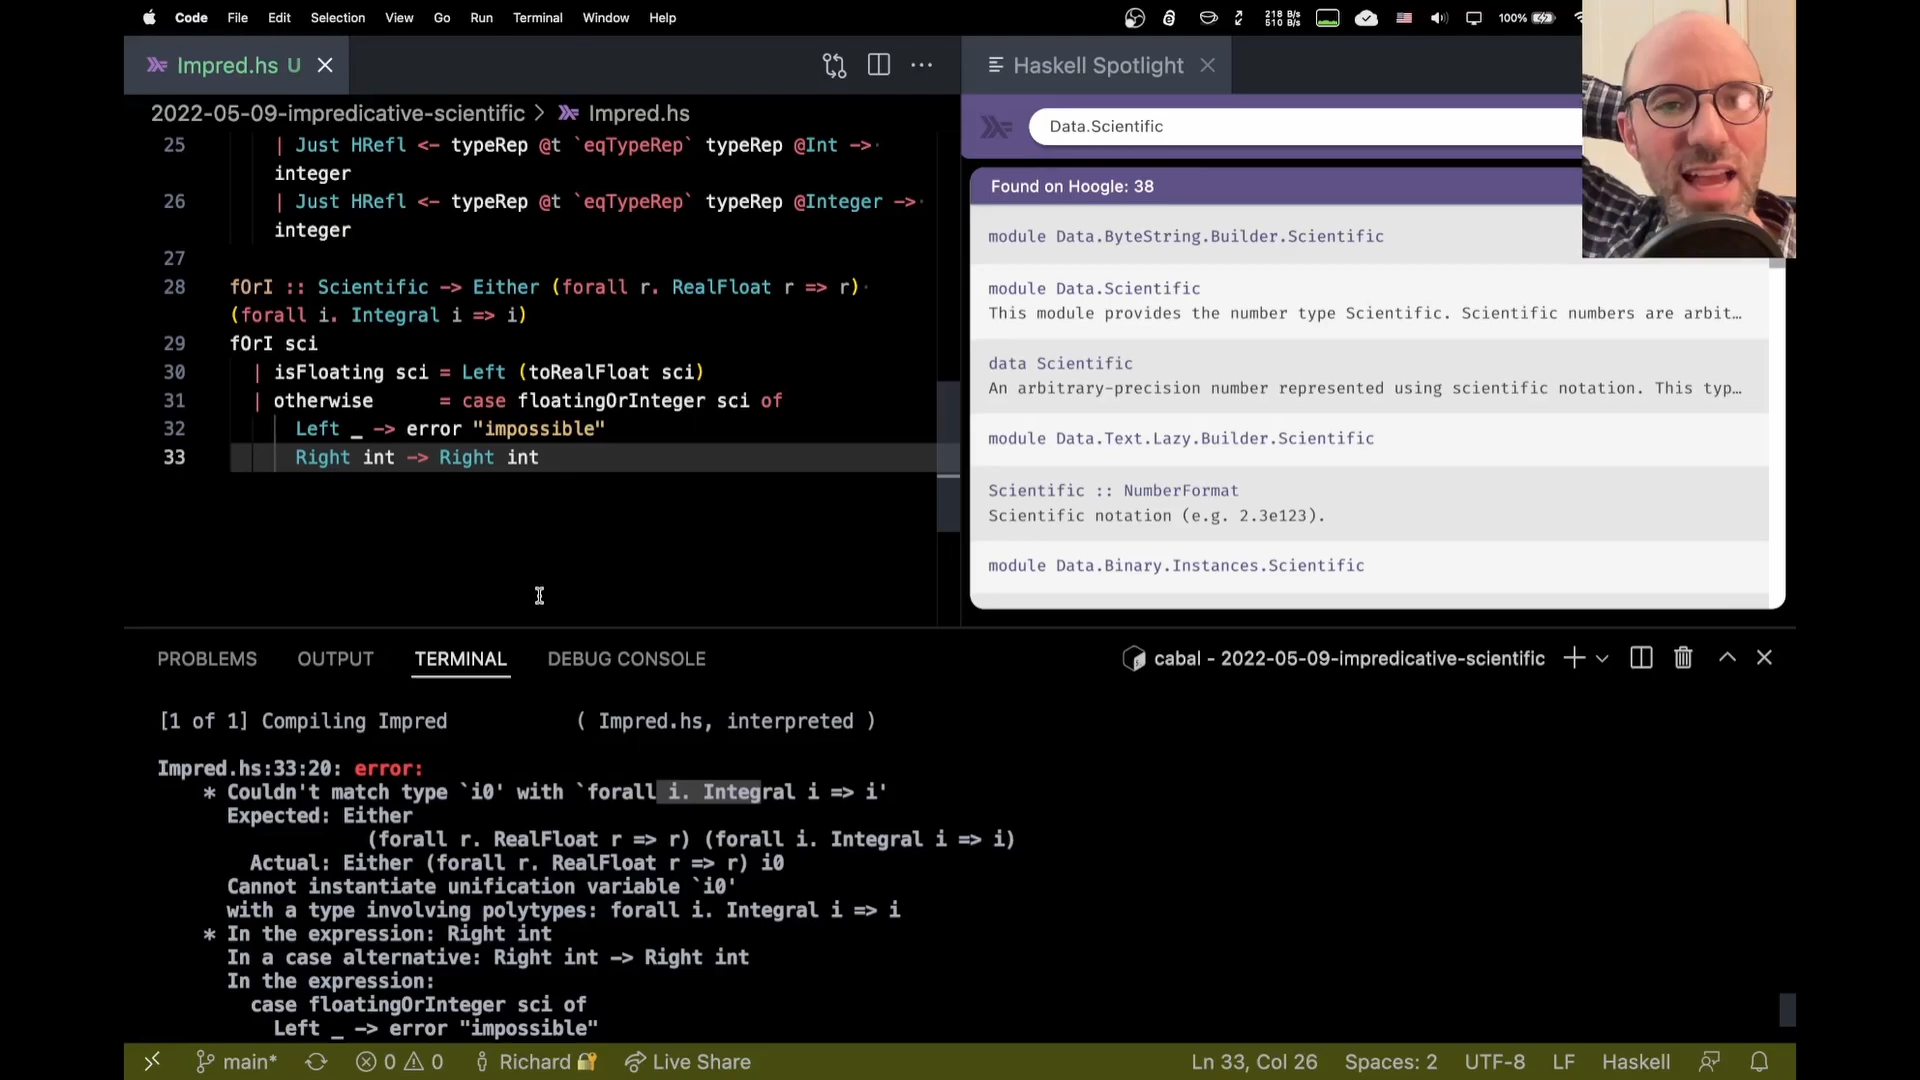 Code File Edit Selection View Go Run Terminal Window Help
218 B/s
510 B/s
100%
Impred.hs U
Haskell Spotlight
2022-05-09-impredicative-scientific > Impred.hs
Data.Scientific
25 | Just HRefl <- typeRep @t `eqTypeRep` typeRep @Int ->
integer
26 | Just HRefl <- typeRep @t `eqTypeRep` typeRep @Integer ->
integer
27
28 fOrI :: Scientific -> Either (forall r. RealFloat r => r)
(forall i. Integral i => i)
29 fOrI sci
30 | isFloating sci = Left (toRealFloat sci)
31 | otherwise = case floatingOrInteger sci of
32 Left _ -> error "impossible"
33 Right int -> Right int
Found on Hoogle: 38
module Data.ByteString.Builder.Scientific
module Data.Scientific
This module provides the number type Scientific. Scientific numbers are arbit…
data Scientific
An arbitrary-precision number represented using scientific notation. This typ…
module Data.Text.Lazy.Builder.Scientific
Scientific :: NumberFormat
Scientific notation (e.g. 2.3e123).
module Data.Binary.Instances.Scientific
PROBLEMS OUTPUT TERMINAL DEBUG CONSOLE
cabal - 2022-05-09-impredicative-scientific
[1 of 1] Compiling Impred ( Impred.hs, interpreted )
Impred.hs:33:20: error:
* Couldn't match type `i0' with `forall i. Integral i => i'
Expected: Either
(forall r. RealFloat r => r) (forall i. Integral i => i)
Actual: Either (forall r. RealFloat r => r) i0
Cannot instantiate unification variable `i0'
with a type involving polytypes: forall i. Integral i => i
* In the expression: Right int
In a case alternative: Right int -> Right int
In the expression:
case floatingOrInteger sci of
Left _ -> error "impossible"
main* 0 0 Richard Live Share
Ln 33, Col 26 Spaces: 2 UTF-8 LF Haskell